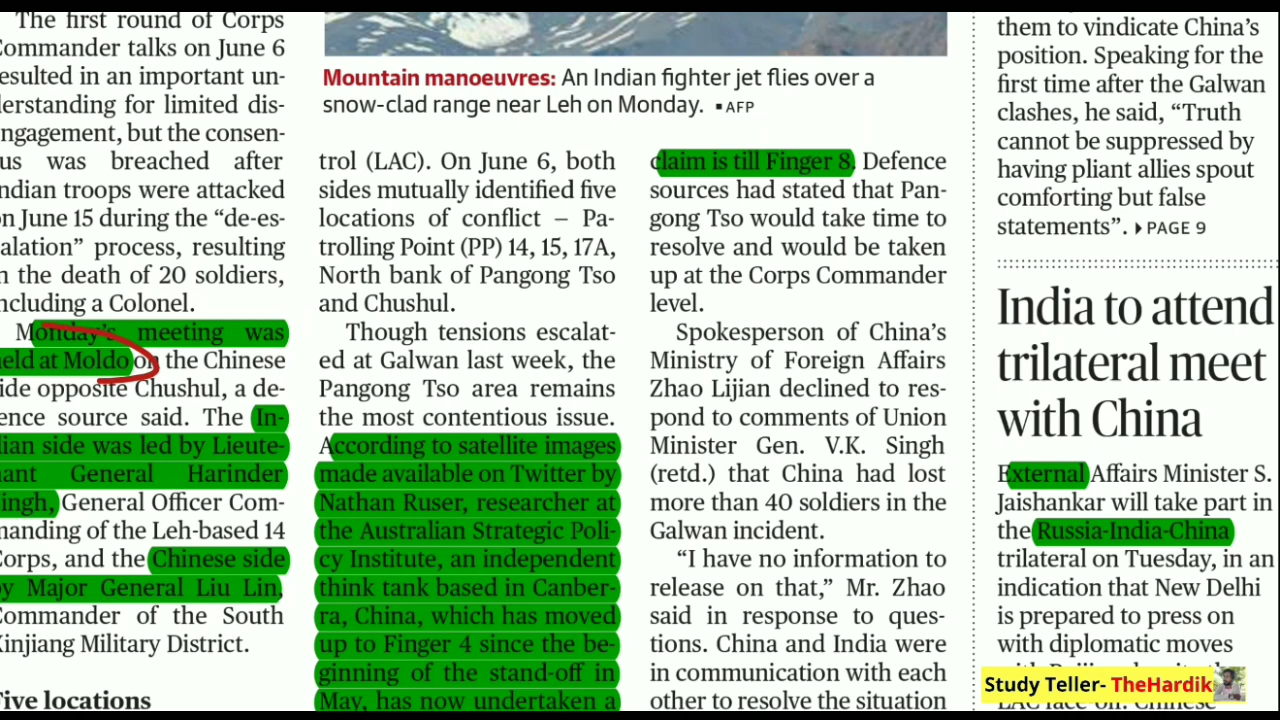 The first round of Corps
Commander talks on June 6
resulted in an important un-
derstanding for limited dis-
engagement, but the consen-
sus was breached after
Indian troops were attacked
on June 15 during the “de-es-
calation” process, resulting
in the death of 20 soldiers,
including a Colonel.
Monday’s meeting was
held at Moldo on the Chinese
side opposite Chushul, a de-
fence source said. The In-
dian side was led by Lieute-
nant General Harinder
Singh, General Officer Com-
manding of the Leh-based 14
Corps, and the Chinese side
by Major General Liu Lin,
Commander of the South
Xinjiang Military District.
Five locations
Mountain manoeuvres: An Indian fighter jet flies over a
snow-clad range near Leh on Monday. ▪ AFP
trol (LAC). On June 6, both
sides mutually identified five
locations of conflict – Pa-
trolling Point (PP) 14, 15, 17A,
North bank of Pangong Tso
and Chushul.
Though tensions escalat-
ed at Galwan last week, the
Pangong Tso area remains
the most contentious issue.
According to satellite images
made available on Twitter by
Nathan Ruser, researcher at
the Australian Strategic Poli-
cy Institute, an independent
think tank based in Canber-
ra, China, which has moved
up to Finger 4 since the be-
ginning of the stand-off in
May, has now undertaken a
claim is till Finger 8. Defence
sources had stated that Pan-
gong Tso would take time to
resolve and would be taken
up at the Corps Commander
level.
Spokesperson of China’s
Ministry of Foreign Affairs
Zhao Lijian declined to res-
pond to comments of Union
Minister Gen. V.K. Singh
(retd.) that China had lost
more than 40 soldiers in the
Galwan incident.
“I have no information to
release on that,” Mr. Zhao
said in response to ques-
tions. China and India were
in communication with each
other to resolve the situation
them to vindicate China’s
position. Speaking for the
first time after the Galwan
clashes, he said, “Truth
cannot be suppressed by
having pliant allies spout
comforting but false
statements”. ▸ PAGE 9
India to attend
trilateral meet
with China
External Affairs Minister S.
Jaishankar will take part in
the Russia-India-China
trilateral on Tuesday, in an
indication that New Delhi
is prepared to press on
with diplomatic moves
Study Teller- TheHardik